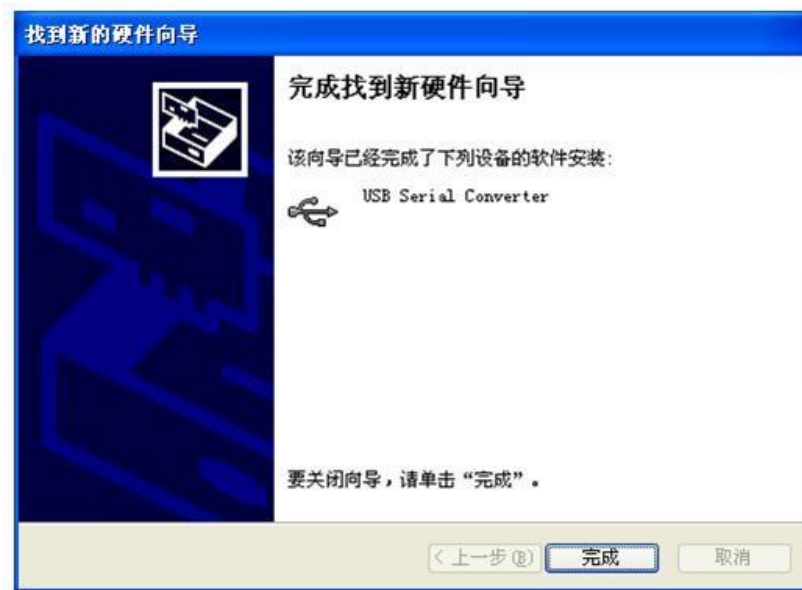 找到新的硬件向导
完成找到新硬件向导
该向导已经完成了下列设备的软件安装:
USB Serial Converter
要关闭向导，请单击“完成”。
< 上一步(B)
完成
取消